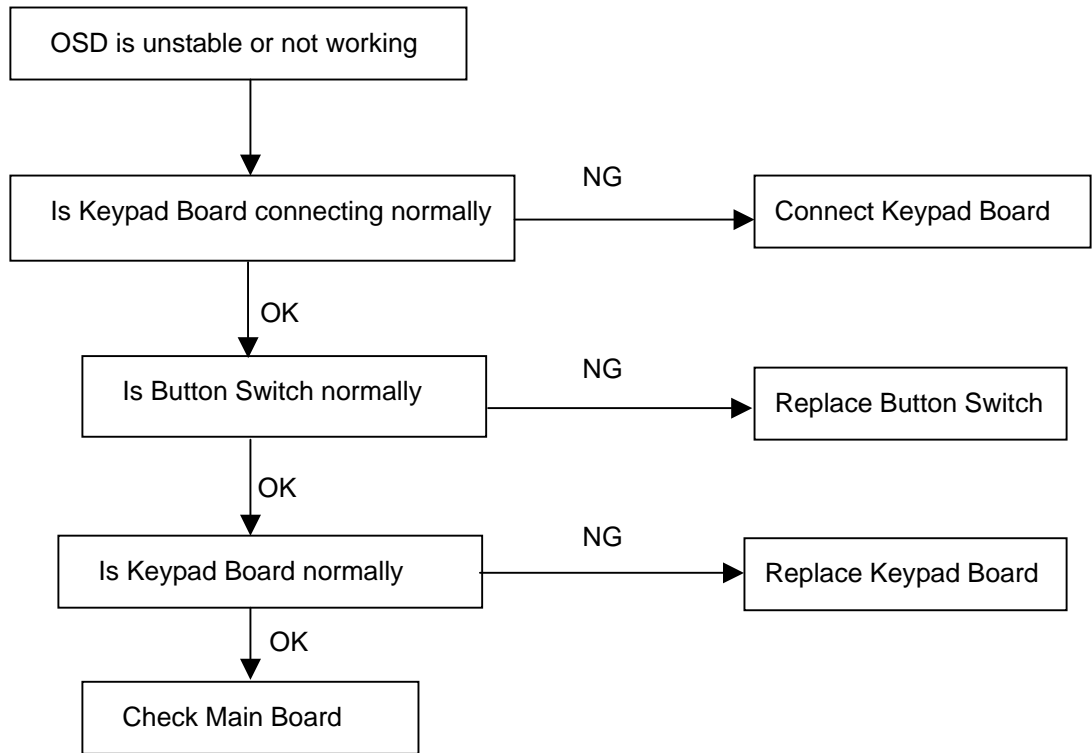 OSD is unstable or not working
NG
Is Keypad Board connecting normally
Connect Keypad Board
OK
NG
Is Button Switch normally
Replace Button Switch
OK
NG
Is Keypad Board normally
Replace Keypad Board
OK
Check Main Board